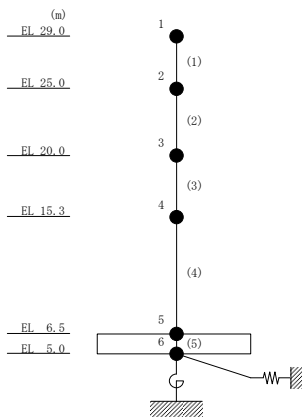 (m)
1
EL 29.0
(1)
2
EL 25.0
(2)
3
EL 20.0
(3)
4
EL 15.3
(4)
5
EL 6.5
6 (5)
EL 5.0